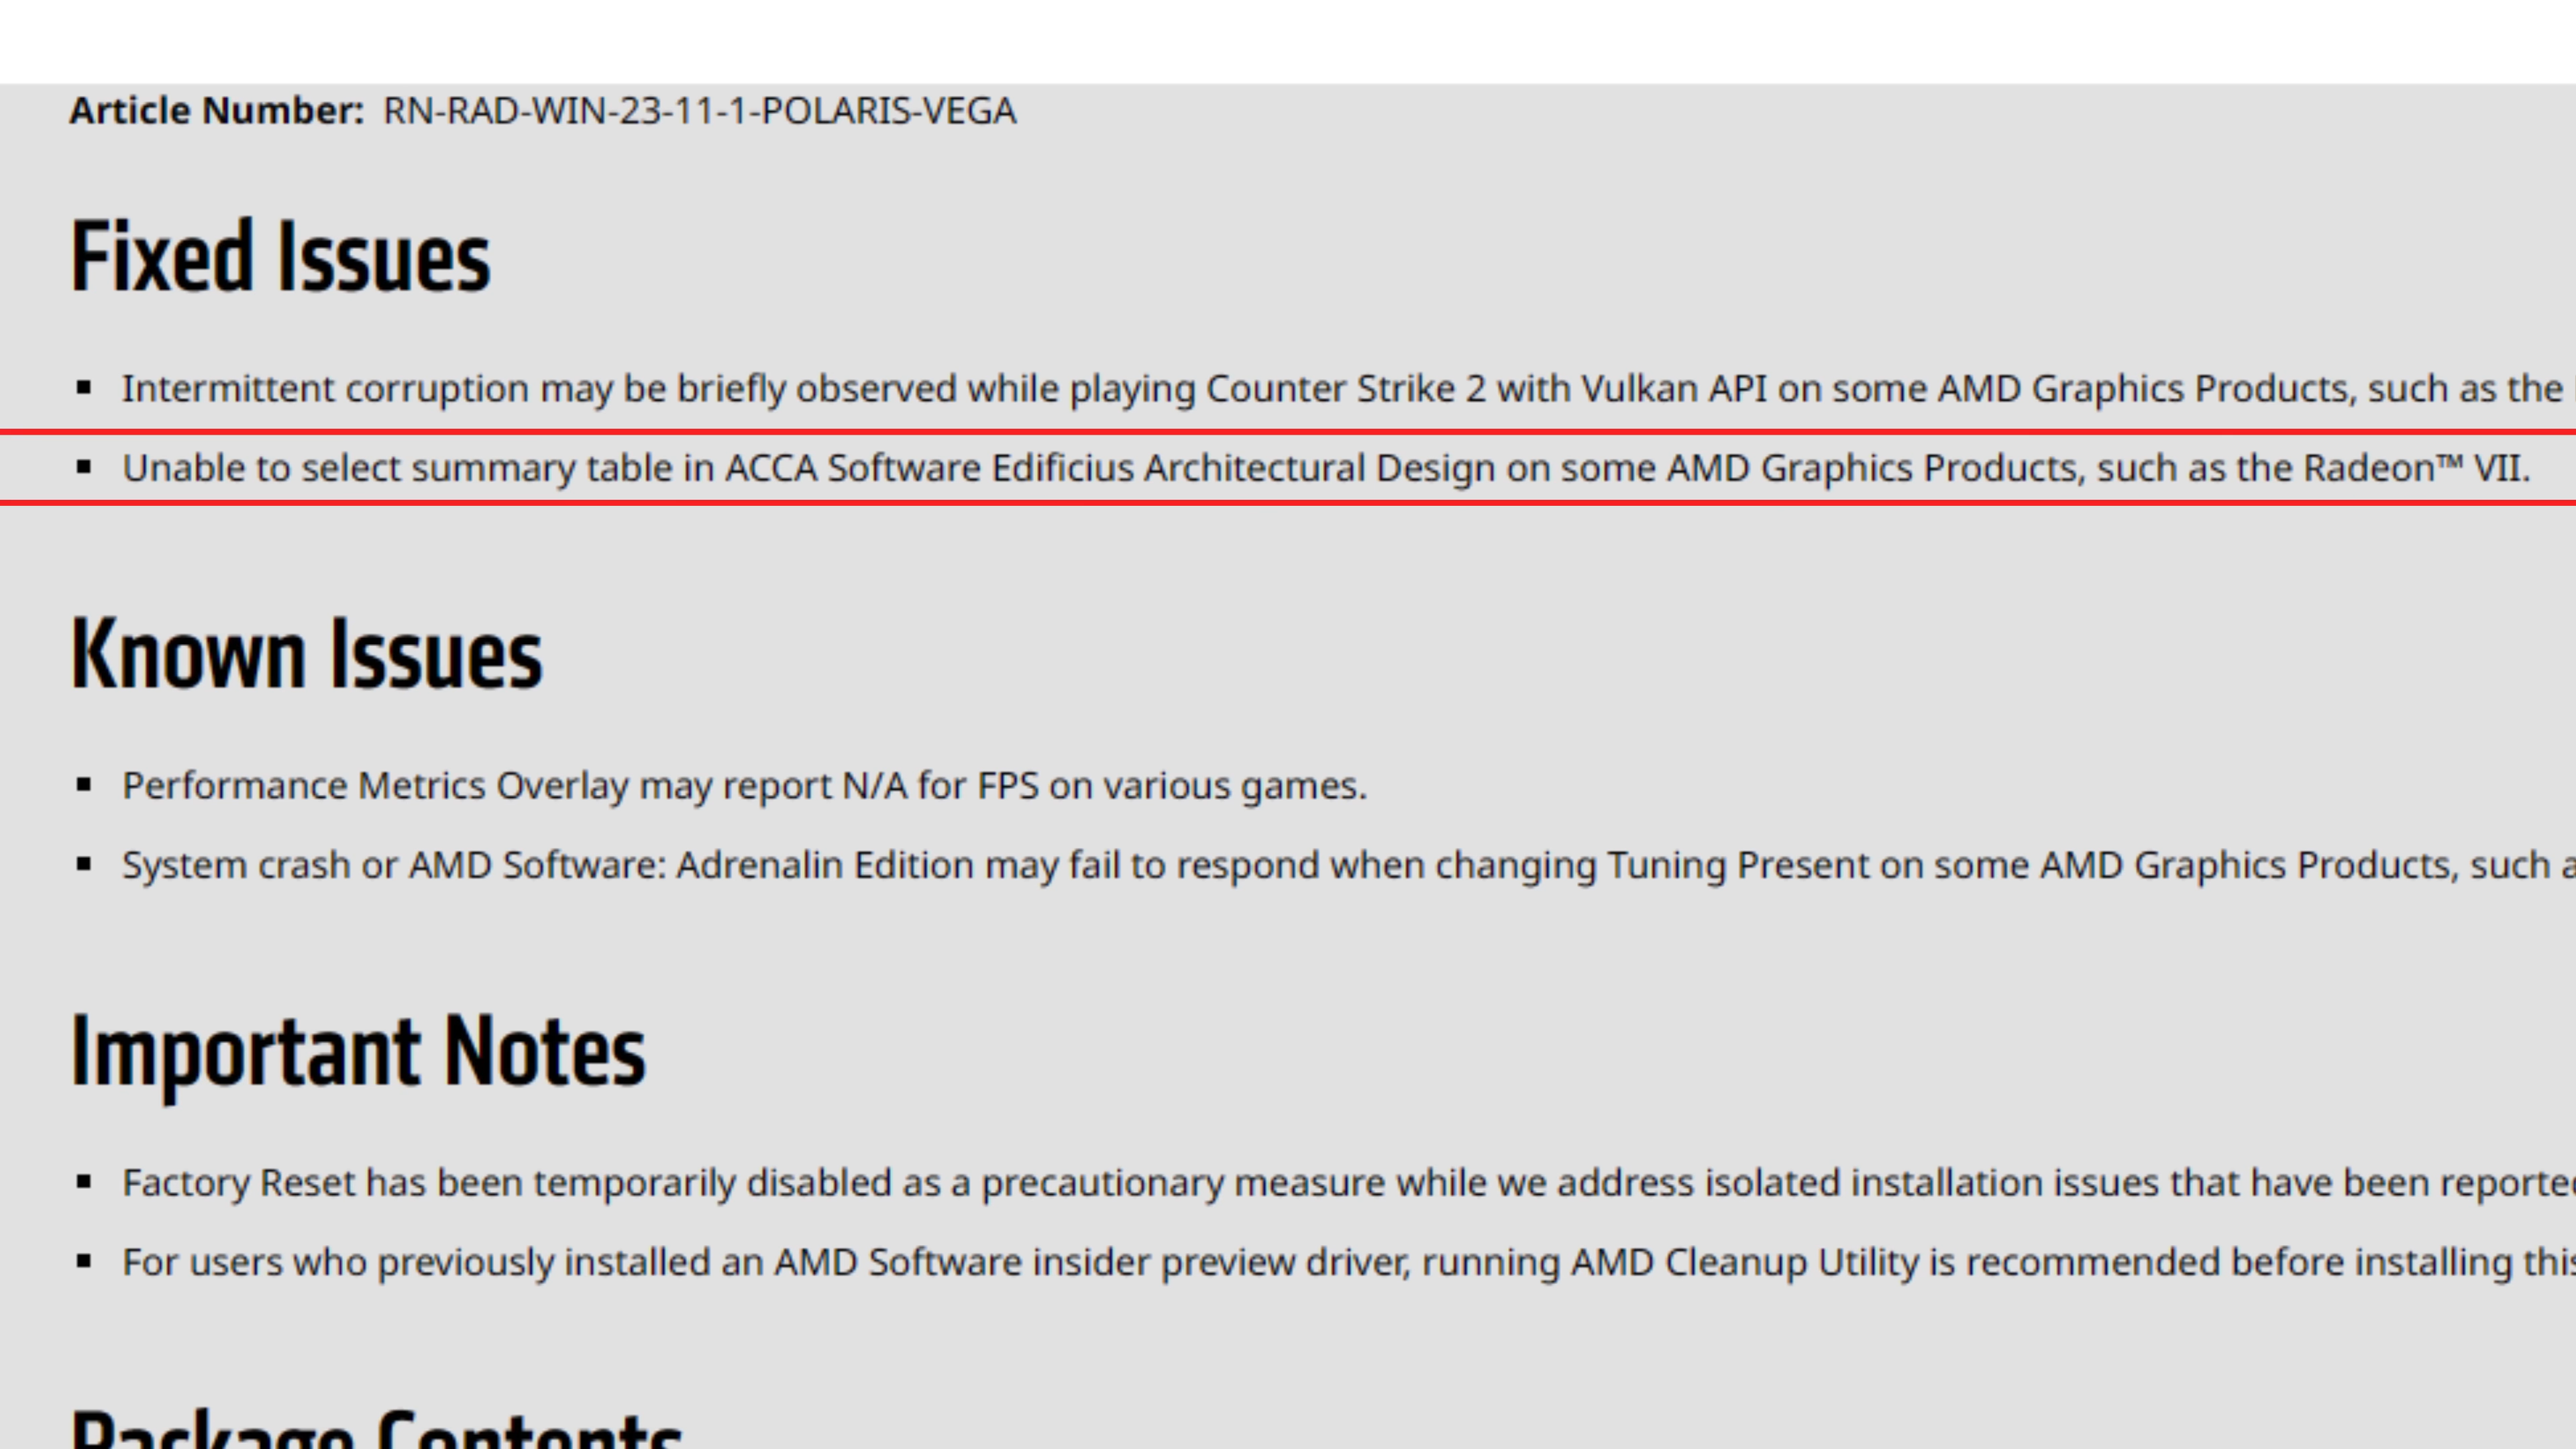 Article Number: RN-RAD-WIN-23-11-1-POLARIS-VEGA
Fixed Issues
▪ Intermittent corruption may be briefly observed while playing Counter Strike 2 with Vulkan API on some AMD Graphics Products, such as the
▪ Unable to select summary table in ACCA Software Edificius Architectural Design on some AMD Graphics Products, such as the Radeon™ VII.
Known Issues
▪ Performance Metrics Overlay may report N/A for FPS on various games.
▪ System crash or AMD Software: Adrenalin Edition may fail to respond when changing Tuning Present on some AMD Graphics Products, such a
Important Notes
▪ Factory Reset has been temporarily disabled as a precautionary measure while we address isolated installation issues that have been reported
▪ For users who previously installed an AMD Software insider preview driver, running AMD Cleanup Utility is recommended before installing this
Package Contents